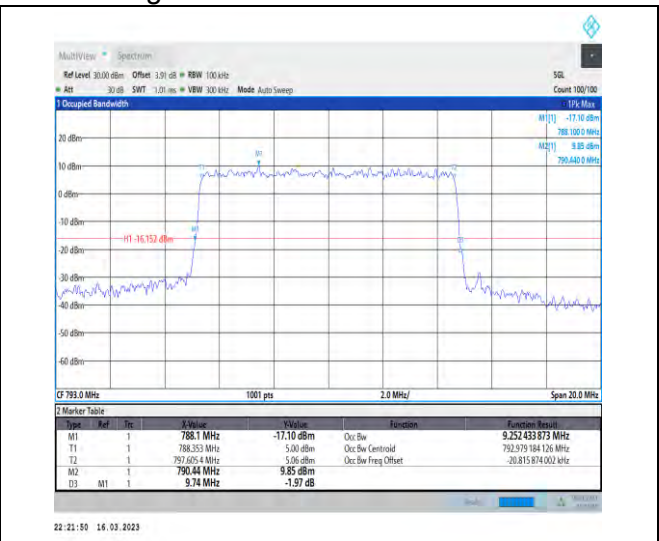 MultiView Spectrum
Ref Level 30.00 dBm Offset 3.91 dB RBW 100 kHz SGL
Att 30 dB SWT 1.01 ms VBW 300 kHz Mode Auto Sweep Count 100/100
1 Occupied Bandwidth 1Pk Max
M1[1] -17.10 dBm
788.100 0 MHz
M2[1] 9.85 dBm
790.440 0 MHz
20 dBm
M2
10 dBm
0 dBm
-10 dBm
M1
H1 -16.152 dBm
-20 dBm
-30 dBm
-40 dBm
-50 dBm
-60 dBm
CF 793.0 MHz 1001 pts 2.0 MHz/ Span 20.0 MHz
2 Marker Table
Type Ref Trc X-Value Y-Value Function Function Result
M1 1 788.1 MHz -17.10 dBm Occ Bw 9.252 433 873 MHz
T1 1 788.353 MHz 5.00 dBm Occ Bw Centroid 792.979 184 126 MHz
T2 1 797.605 4 MHz 5.06 dBm Occ Bw Freq Offset -20.815 874 002 kHz
M2 1 790.44 MHz 9.85 dBm
D3 M1 1 9.74 MHz -1.97 dB
22:21:50 16.03.2023